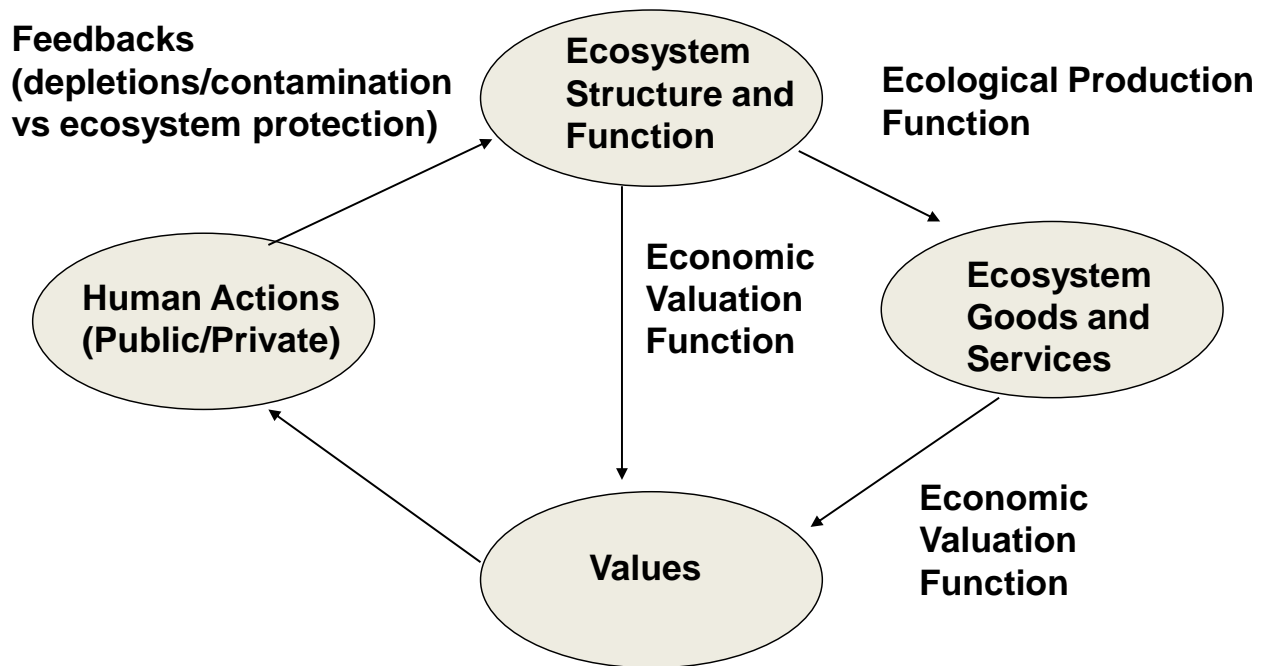 Feedbacks
(depletions/contamination
vs ecosystem protection)
Ecosystem
Structure and
Function
Ecological Production
Function
Human Actions
(Public/Private)
Economic
Valuation
Function
Ecosystem
Goods and
Services
Values
Economic
Valuation
Function